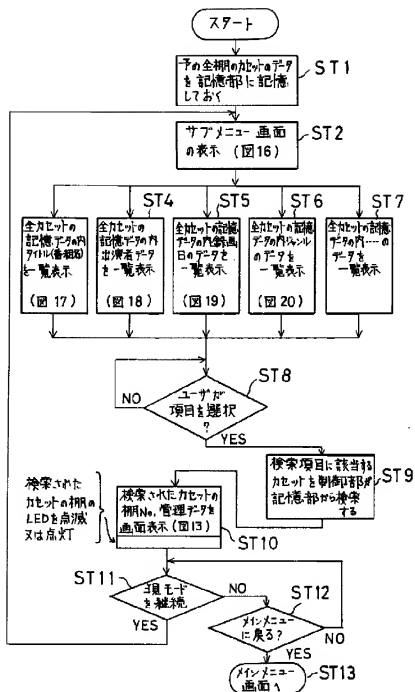 スタート
予め全棚のカセットのデータ
を記憶部に記憶
しておく
ST1
サブメニュー画面
の表示 (図16)
ST2
全カセットの
記憶データの内
タイトル(番組名)
を一覧表示
(図17)
ST4
全カセットの
記憶データの内
出演者デー
タを一覧表示
(図18)
ST5
全カセットの記憶
データの内録画
日のデータを
一覧表示
(図19)
ST6
全カセットの記憶
データの内ジャンル
のデータを
一覧表示
(図20)
ST7
全カセットの記憶
データの内……の
データを
一覧表示
ST8
ユーザが
項目を選択
?
NO
YES
ST9
検索項目に該当する
カセットを制御部が
記憶部から検索
する
検索された
カセットの棚の
LEDを点滅
又は点灯
検索されたカセットの棚
No.管理データを
画面表示(図13)
ST10
ST11
モード
を継続
NO
YES
ST12
メインメニュー
に戻る?
NO
YES
メインメニュー
画面へ
ST13